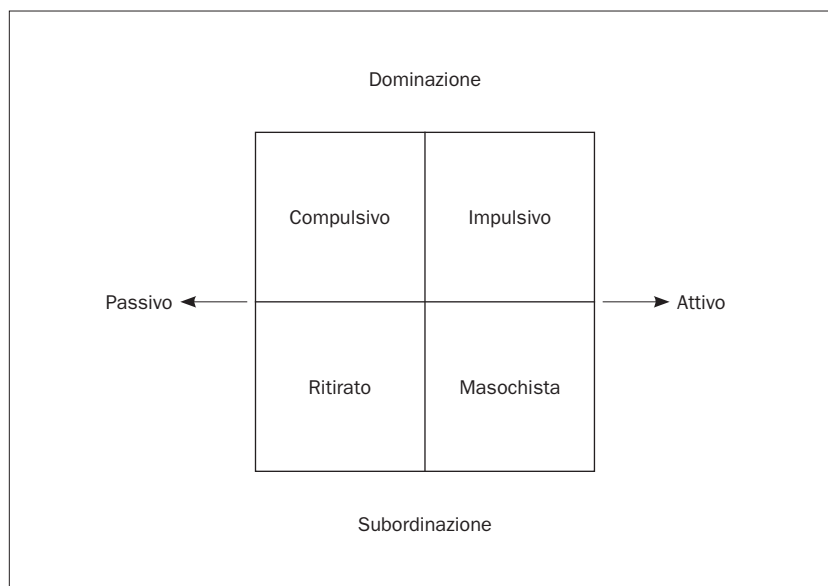 Dominazione
Compulsivo Impulsivo
Passivo Attivo
Ritirato Masochista
Subordinazione